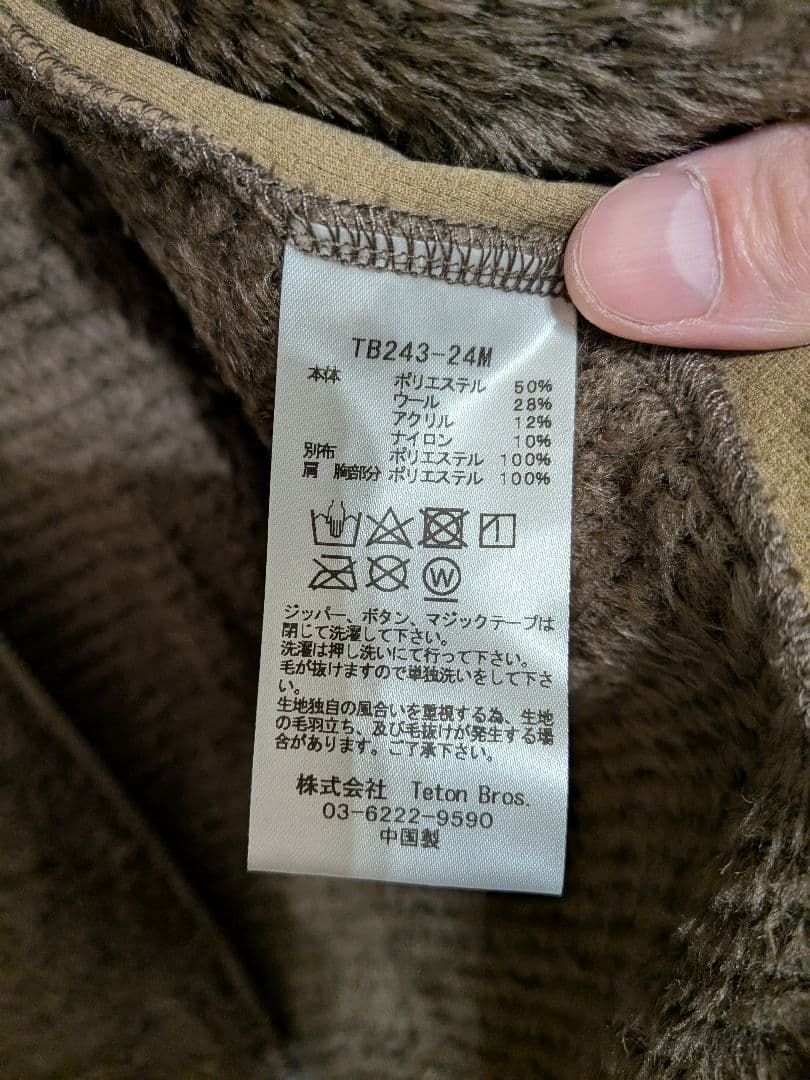 TB243-24M
本体 ポリエステル 50%
ウール 28%
アクリル 12%
ナイロン 10%
別布 ポリエステル 100%
肩 胸部分 ポリエステル 100%
W
ジッパー、ボタン、マジックテープは
閉じて洗濯して下さい。
洗濯は押し洗いにて行って下さい。
毛が抜けますので単独洗いをして下さ
い。
生地独自の風合いを重視する為、生地
の毛羽立ち、及び毛抜けが発生する場
合があります。ご了承下さい。
株式会社 Teton Bros.
03-6222-9590
中国製